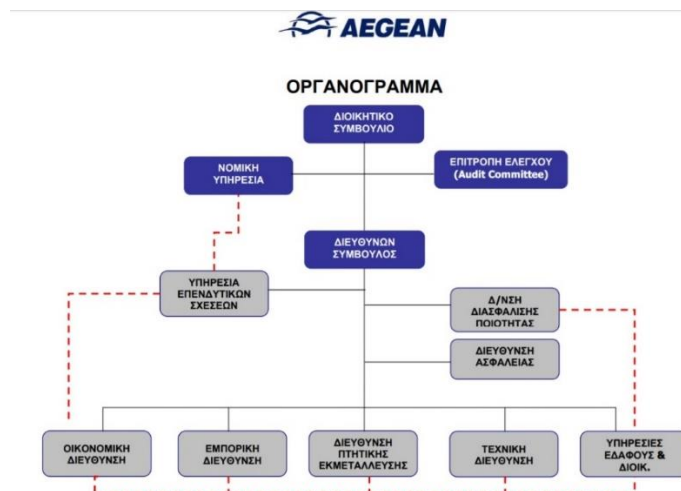 AEGEAN
ΟΡΓΑΝΟΓΡΑΜΜΑ
ΔΙΟΙΚΗΤΙΚΟ
ΣΥΜΒΟΥΛΙΟ
ΝΟΜΙΚΗ
ΥΠΗΡΕΣΙΑ
ΕΠΙΤΡΟΠΗ ΕΛΕΓΧΟΥ
(Audit Committee)
ΔΙΕΥΘΥΝΩΝ
ΣΥΜΒΟΥΛΟΣ
ΥΠΗΡΕΣΙΑ
ΕΠΕΝΔΥΤΙΚΩΝ
ΣΧΕΣΕΩΝ
Δ/ΝΣΗ
ΔΙΑΣΦΑΛΙΣΗΣ
ΠΟΙΟΤΗΤΑΣ
ΔΙΕΥΘΥΝΣΗ
ΑΣΦΑΛΕΙΑΣ
ΟΙΚΟΝΟΜΙΚΗ
ΔΙΕΥΘΥΝΣΗ
ΕΜΠΟΡΙΚΗ
ΔΙΕΥΘΥΝΣΗ
ΔΙΕΥΘΥΝΣΗ
ΠΤΗΤΙΚΗΣ
ΕΚΜΕΤΑΛΛΕΥΣΗΣ
ΤΕΧΝΙΚΗ
ΔΙΕΥΘΥΝΣΗ
ΥΠΗΡΕΣΙΕΣ
ΕΔΑΦΟΥΣ &
ΔΙΟΙΚ.